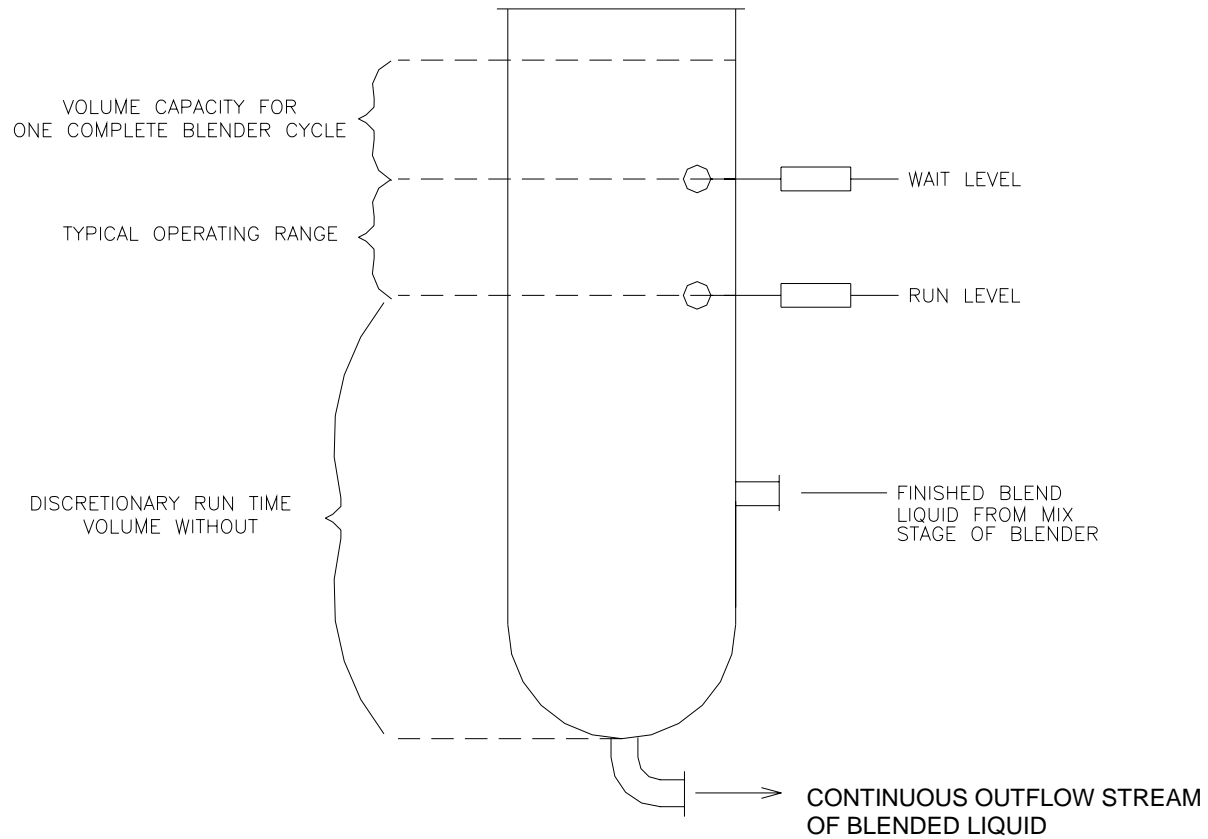 VOLUME CAPACITY FOR
ONE COMPLETE BLENDER CYCLE
WAIT LEVEL
TYPICAL OPERATING RANGE
RUN LEVEL
DISCRETIONARY RUN TIME
VOLUME WITHOUT
FINISHED BLEND
LIQUID FROM MIX
STAGE OF BLENDER
CONTINUOUS OUTFLOW STREAM
OF BLENDED LIQUID